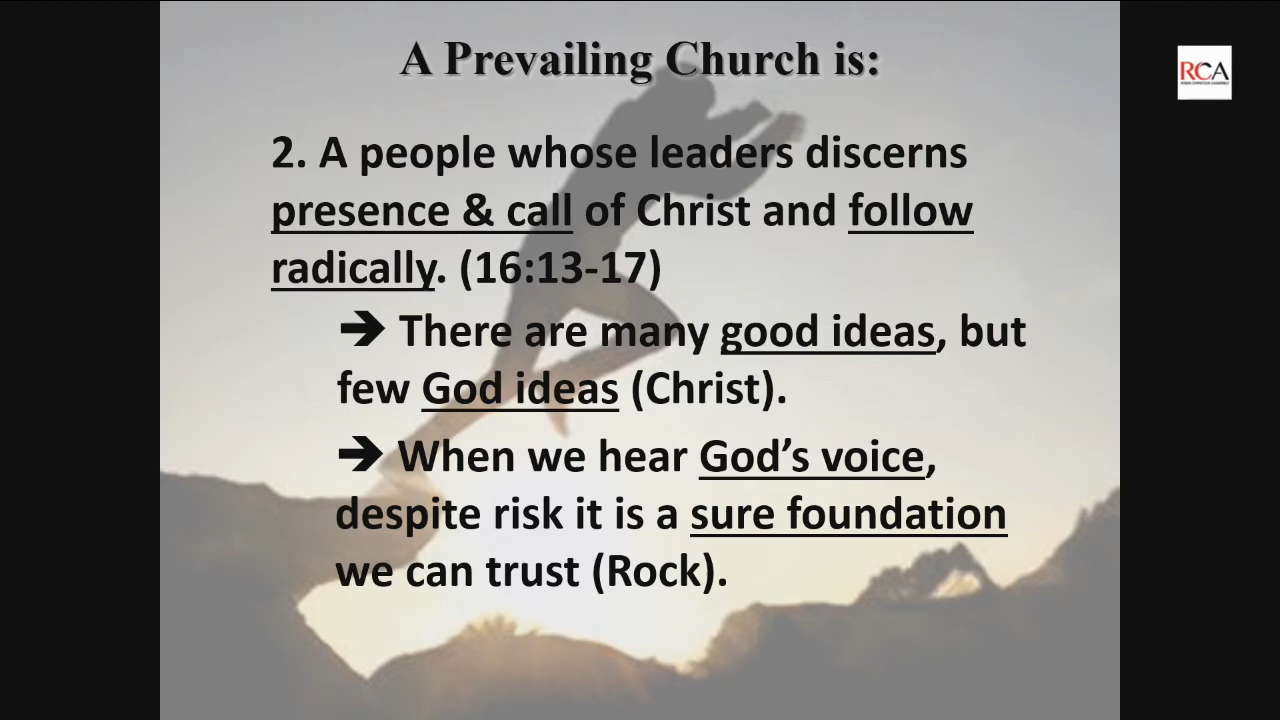 A Prevailing Church is:
RCA
2. A people whose leaders discerns
presence & call of Christ and follow
radically. (16:13-17)
➔ There are many good ideas, but
few God ideas (Christ).
➔ When we hear God’s voice,
despite risk it is a sure foundation
we can trust (Rock).